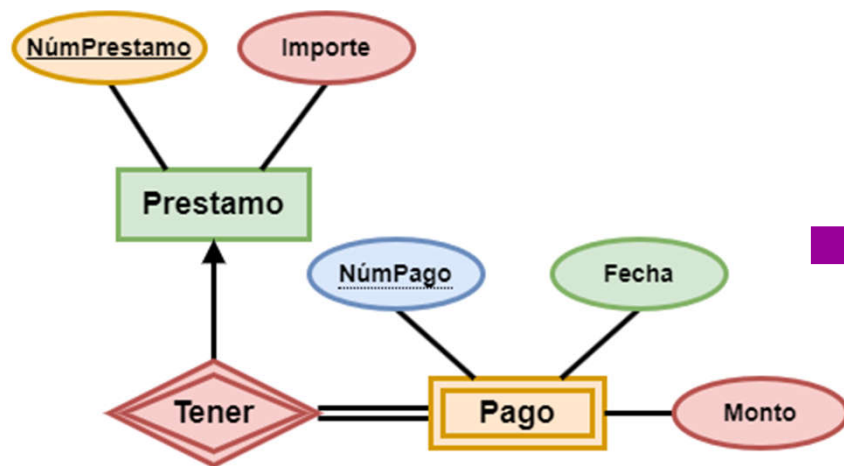 NúmPrestamo
Importe
Prestamo
NúmPago
Fecha
Tener
Pago
Monto